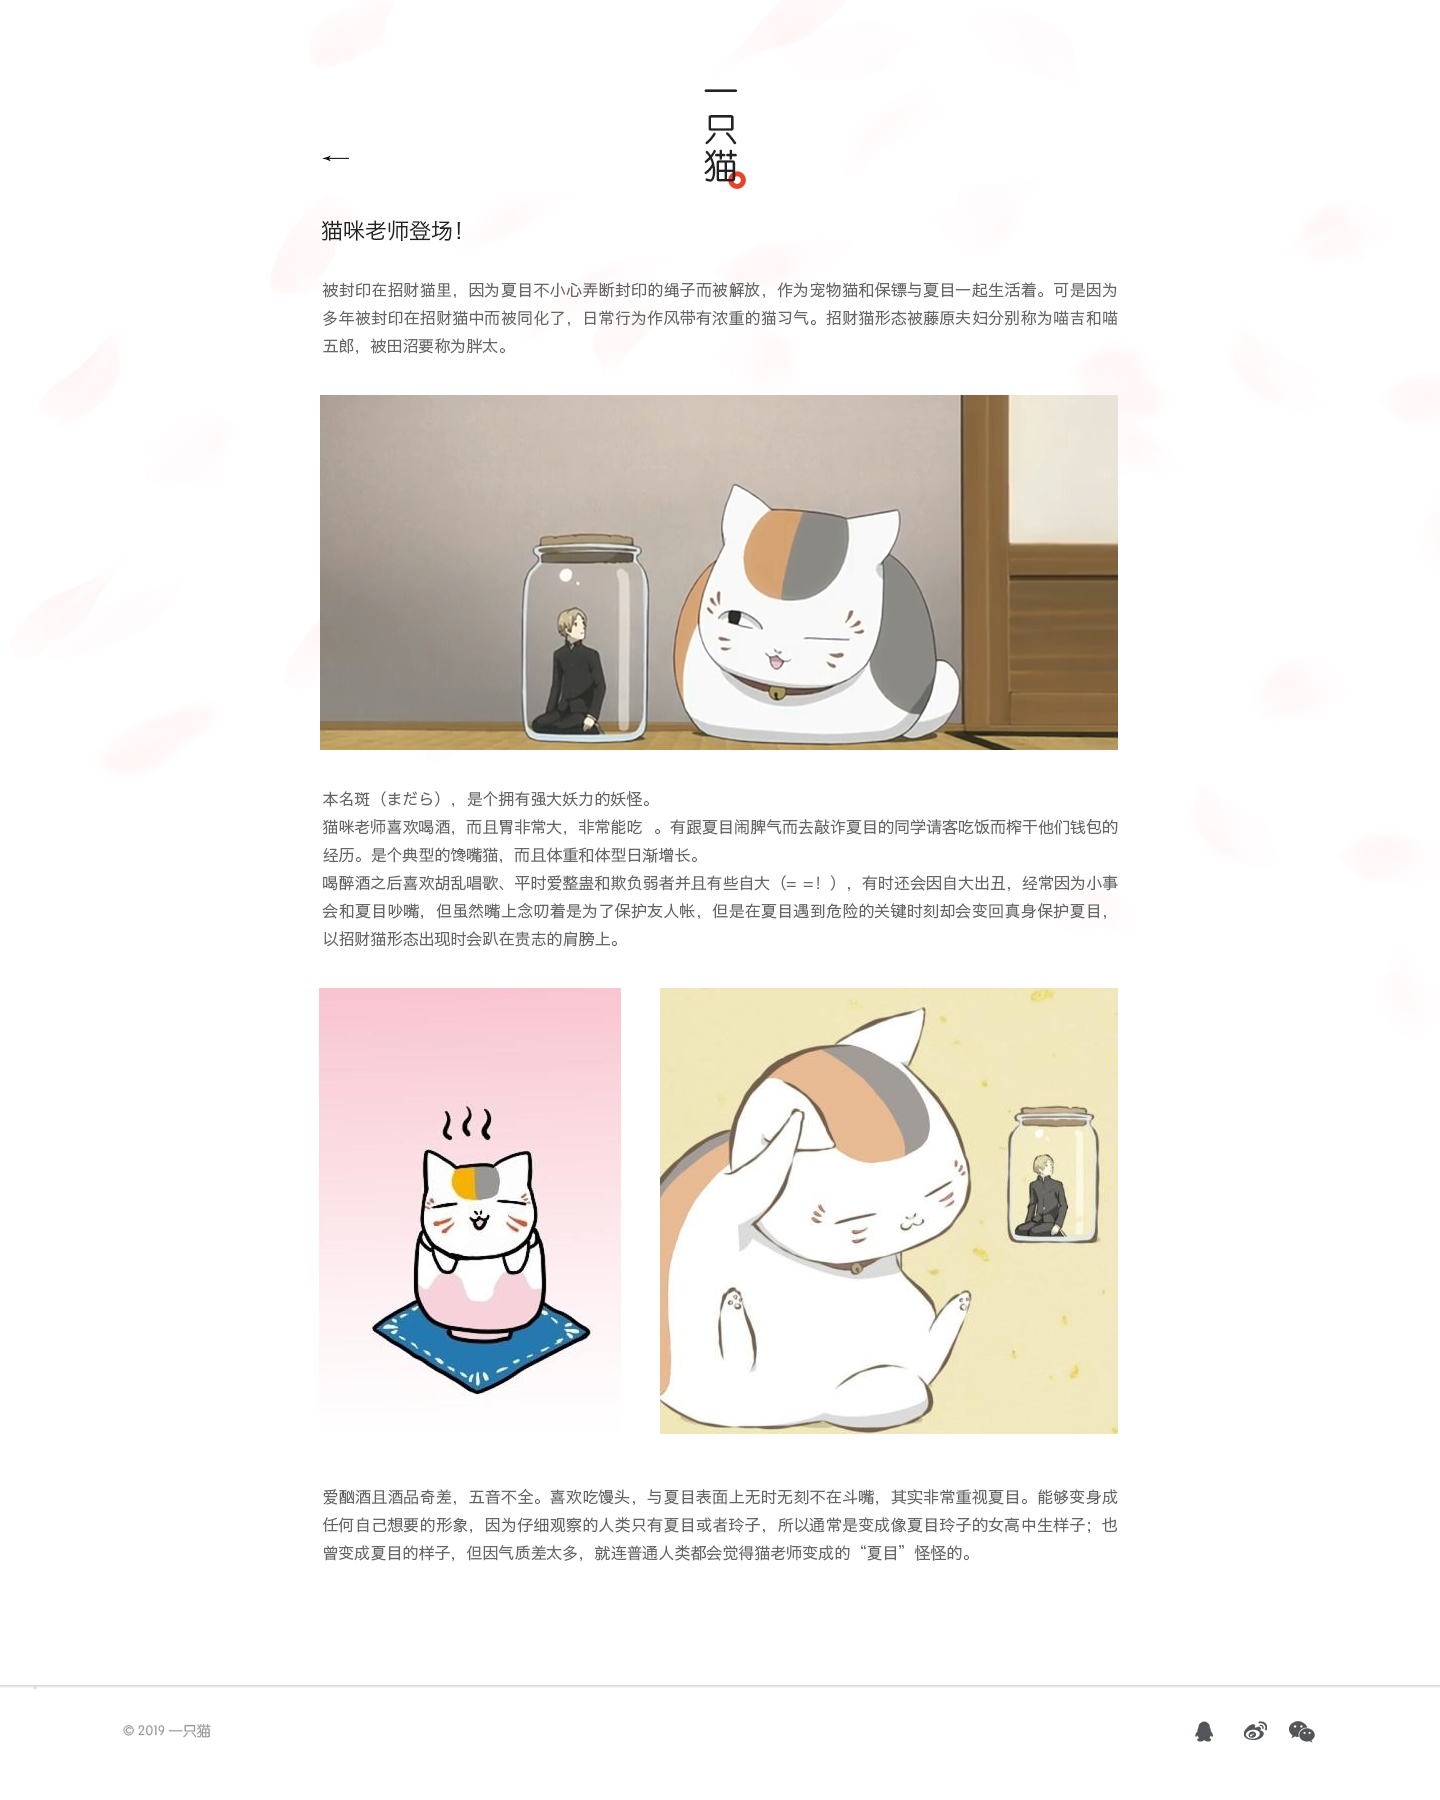 一
只
猫
猫咪老师登场！
被封印在招财猫里，因为夏目不小心弄断封印的绳子而被解放，作为宠物猫和保镖与夏目一起生活着。可是因为
多年被封印在招财猫中而被同化了，日常行为作风带有浓重的猫习气。招财猫形态被藤原夫妇分别称为喵吉和喵
五郎，被田沼要称为胖太。
本名斑（まだら），是个拥有强大妖力的妖怪。
猫咪老师喜欢喝酒，而且胃非常大，非常能吃 。有跟夏目闹脾气而去敲诈夏目的同学请客吃饭而榨干他们钱包的
经历。是个典型的馋嘴猫，而且体重和体型日渐增长。
喝醉酒之后喜欢胡乱唱歌、平时爱整蛊和欺负弱者并且有些自大（= =！），有时还会因自大出丑，经常因为小事
会和夏目吵嘴，但虽然嘴上念叨着是为了保护友人帐，但是在夏目遇到危险的关键时刻却会变回真身保护夏目，
以招财猫形态出现时会趴在贵志的肩膀上。
爱酗酒且酒品奇差，五音不全。喜欢吃馒头，与夏目表面上无时无刻不在斗嘴，其实非常重视夏目。能够变身成
任何自己想要的形象，因为仔细观察的人类只有夏目或者玲子，所以通常是变成像夏目玲子的女高中生样子；也
曾变成夏目的样子，但因气质差太多，就连普通人类都会觉得猫老师变成的“夏目”怪怪的。
© 2019 一只猫